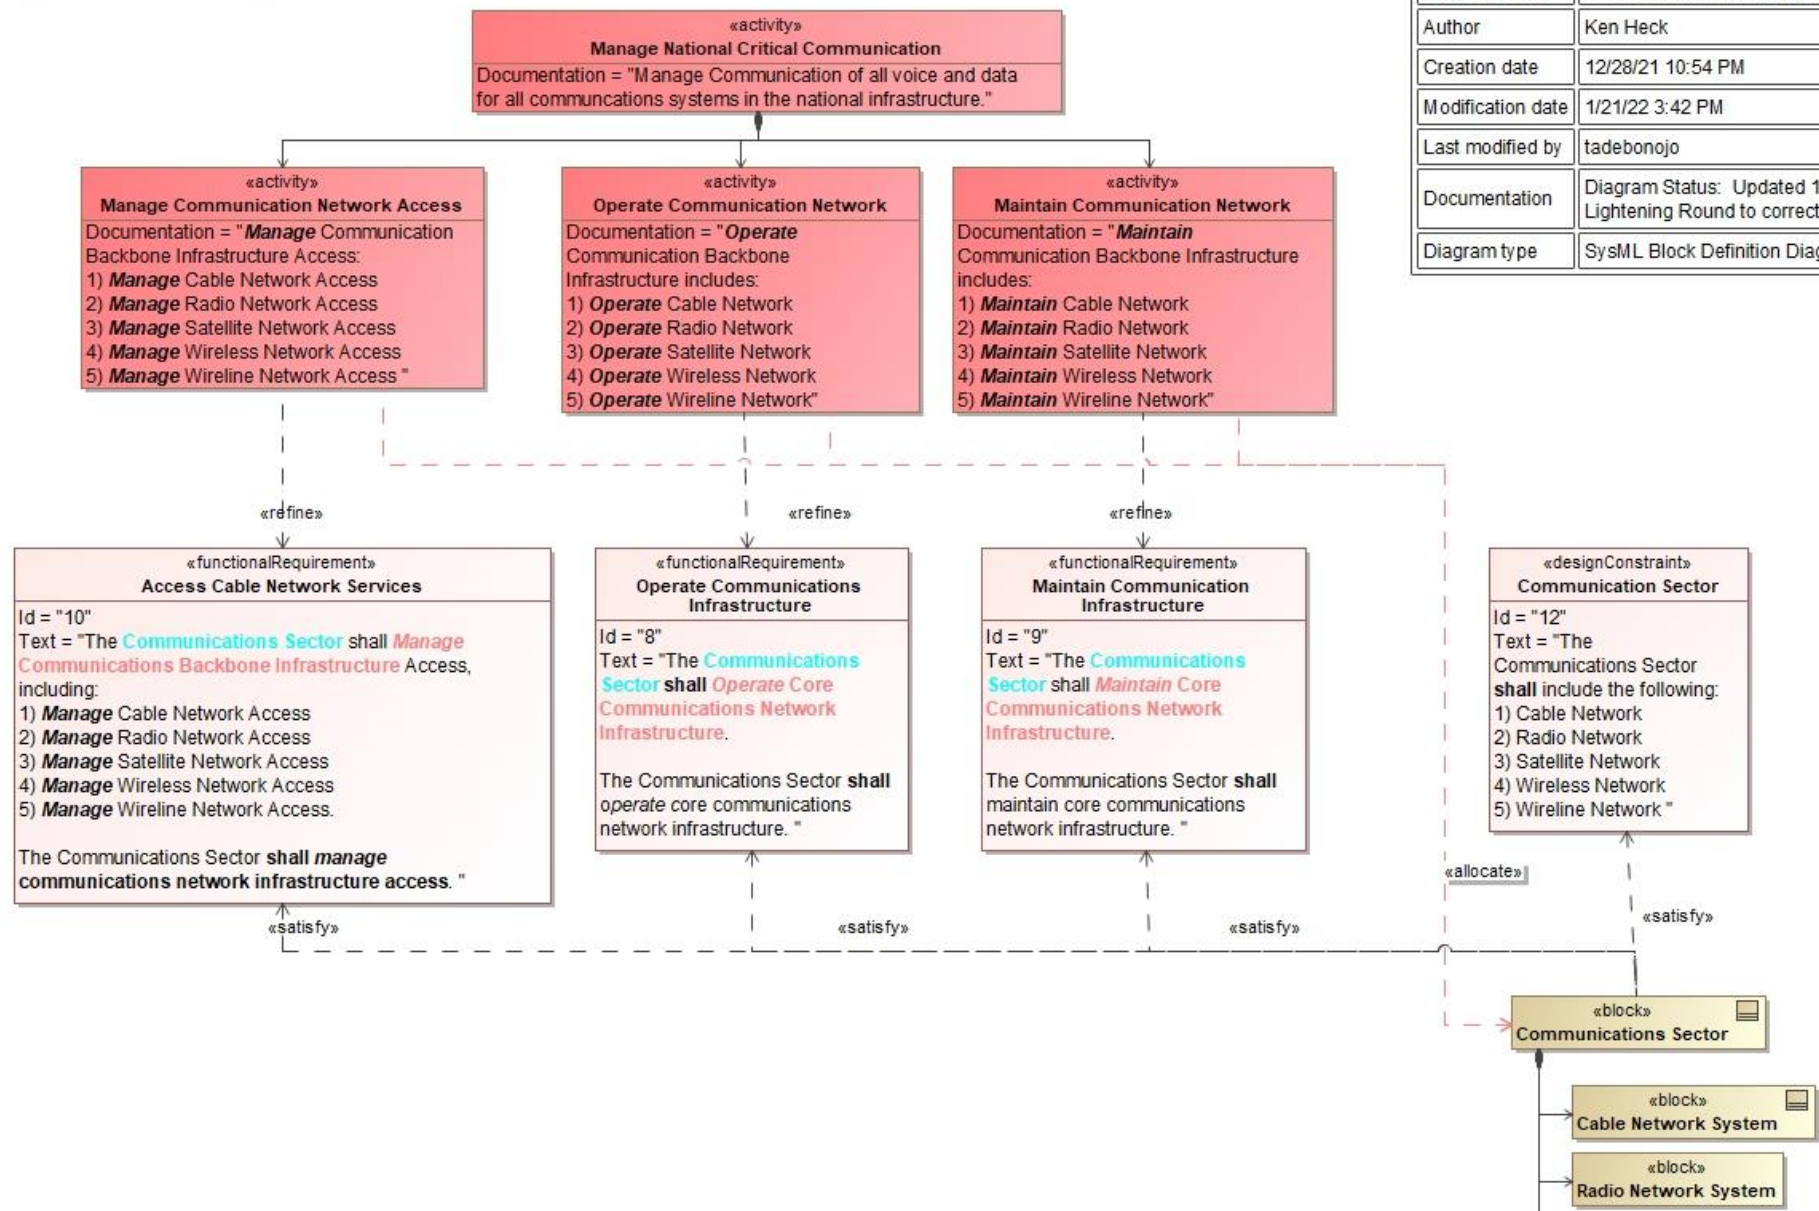 «activity»
Manage National Critical Communication
Documentation = "Manage Communication of all voice and data
for all communcations systems in the national infrastructure."
Author
Ken Heck
Creation date
12/28/21 10:54 PM
Modification date
1/21/22 3:42 PM
Last modified by
tadebonojo
Documentation
Diagram Status: Updated 1
Lightening Round to correct
Diagram type
SysML Block Definition Diag
«activity»
Manage Communication Network Access
Documentation = "Manage Communication
Backbone Infrastructure Access:
1) Manage Cable Network Access
2) Manage Radio Network Access
3) Manage Satellite Network Access
4) Manage Wireless Network Access
5) Manage Wireline Network Access "
«activity»
Operate Communication Network
Documentation = "Operate
Communication Backbone
Infrastructure includes:
1) Operate Cable Network
2) Operate Radio Network
3) Operate Satellite Network
4) Operate Wireless Network
5) Operate Wireline Network"
«activity»
Maintain Communication Network
Documentation = "Maintain
Communication Backbone Infrastructure
includes:
1) Maintain Cable Network
2) Maintain Radio Network
3) Maintain Satellite Network
4) Maintain Wireless Network
5) Maintain Wireline Network"
«refine»
«refine»
«refine»
«functionalRequirement»
Access Cable Network Services
Id = "10"
Text = "The Communications Sector shall Manage
Communications Backbone Infrastructure Access,
including:
1) Manage Cable Network Access
2) Manage Radio Network Access
3) Manage Satellite Network Access
4) Manage Wireless Network Access
5) Manage Wireline Network Access.
The Communications Sector shall manage
communications network infrastructure access. "
«functionalRequirement»
Operate Communications
Infrastructure
Id = "8"
Text = "The Communications
Sector shall Operate Core
Communications Network
Infrastructure.
The Communications Sector shall
operate core communications
network infrastructure. "
«functionalRequirement»
Maintain Communication
Infrastructure
Id = "9"
Text = "The Communications
Sector shall Maintain Core
Communications Network
Infrastructure.
The Communications Sector shall
maintain core communications
network infrastructure. "
«designConstraint»
Communication Sector
Id = "12"
Text = "The
Communications Sector
shall include the following:
1) Cable Network
2) Radio Network
3) Satellite Network
4) Wireless Network
5) Wireline Network "
«allocate»
«satisfy»
«satisfy»
«satisfy»
«satisfy»
«block»
Communications Sector
«block»
Cable Network System
«block»
Radio Network System